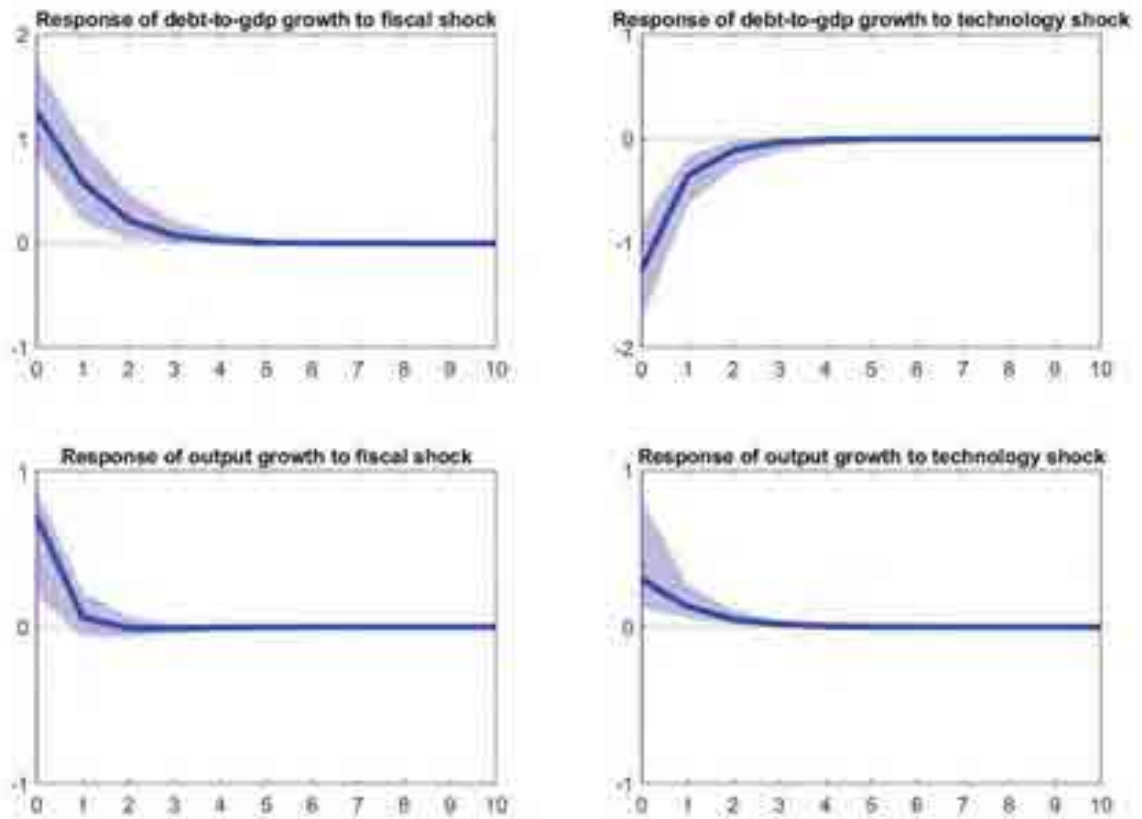 Response of debt-to-gdp growth to fiscal shock
2
1
0
-1
0 1 2 3 4 5 6 7 8 9 10
Response of debt-to-gdp growth to technology shock
1
0
-1
-2
0 1 2 3 4 5 6 7 8 9 10
Response of output growth to fiscal shock
1
0
-1
0 1 2 3 4 5 6 7 8 9 10
Response of output growth to technology shock
1
0
-1
0 1 2 3 4 5 6 7 8 9 10